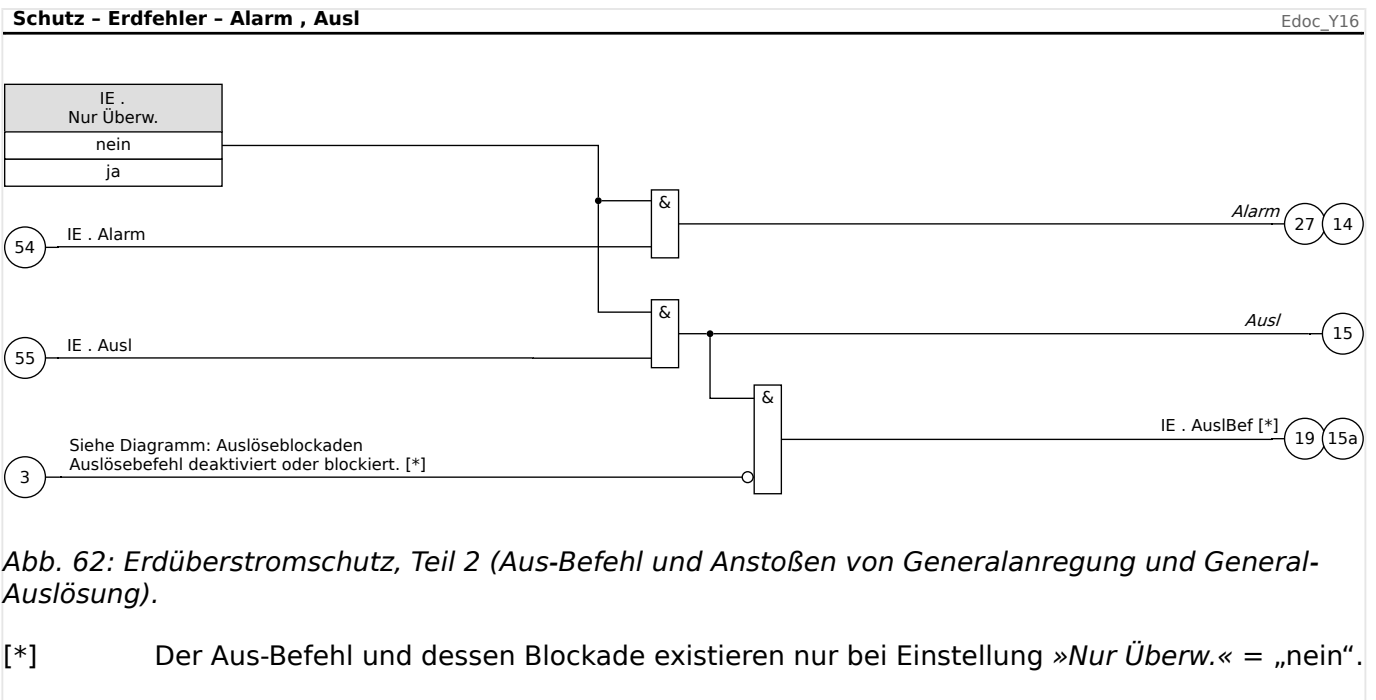 Schutz – Erdfehler – Alarm , Ausl
Edoc_Y16
IE .
Nur Überw.
nein
ja
&
Alarm
27
14
54
IE . Alarm
&
Ausl
15
55
IE . Ausl
&
IE . AuslBef [*]
19
15a
Siehe Diagramm: Auslöseblockaden
Auslösebefehl deaktiviert oder blockiert. [*]
3
Abb. 62: Erdüberstromschutz, Teil 2 (Aus-Befehl und Anstoßen von Generalanregung und General-
Auslösung).
[*] Der Aus-Befehl und dessen Blockade existieren nur bei Einstellung »Nur Überw.« = „nein“.